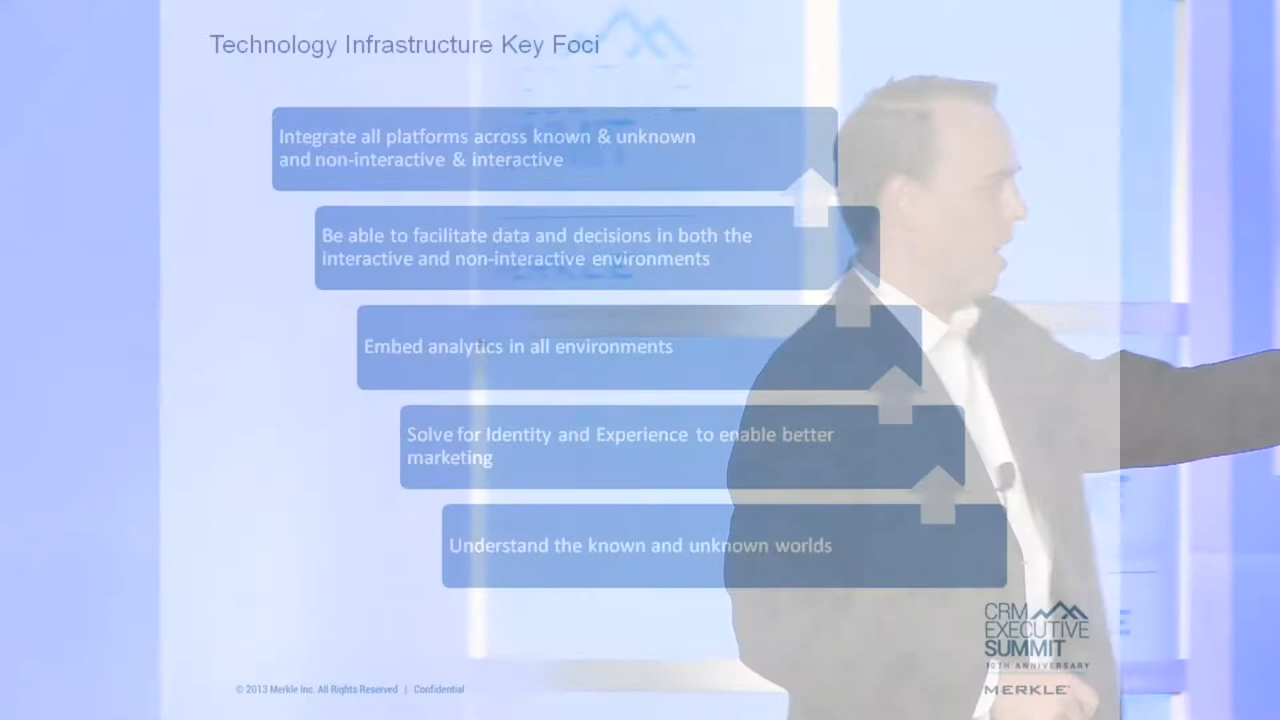 Technology Infrastructure Key Foci
Integrate all platforms across known & unknown
and non-interactive & interactive
Be able to facilitate data and decisions in both the
interactive and non-interactive environments
Embed analytics in all environments
Solve for Identity and Experience to enable better
marketing
Understand the known and unknown worlds
CRM
EXECUTIVE
SUMMIT
10TH ANNIVERSARY
MERKLE
© 2013 Merkle Inc. All Rights Reserved | Confidential